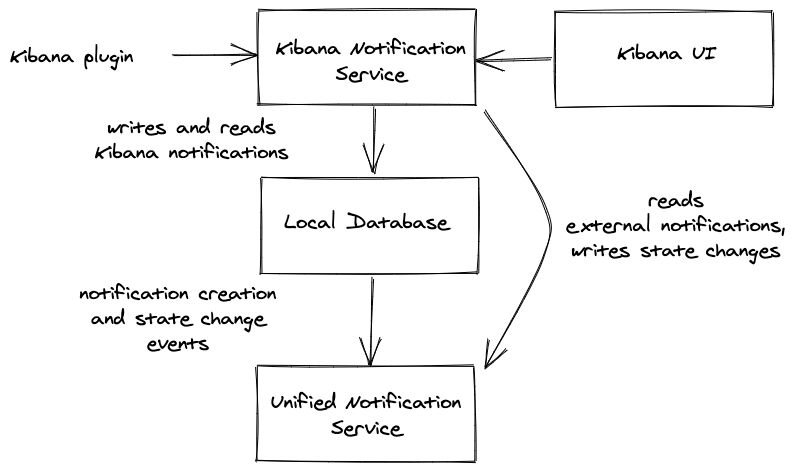 Kibana plugin
Kibana Notification
Service
Kibana UI
writes and reads
Kibana notifications
Local Database
reads
external notifications,
writes state changes
notification creation
and state change
events
Unified Notification
Service